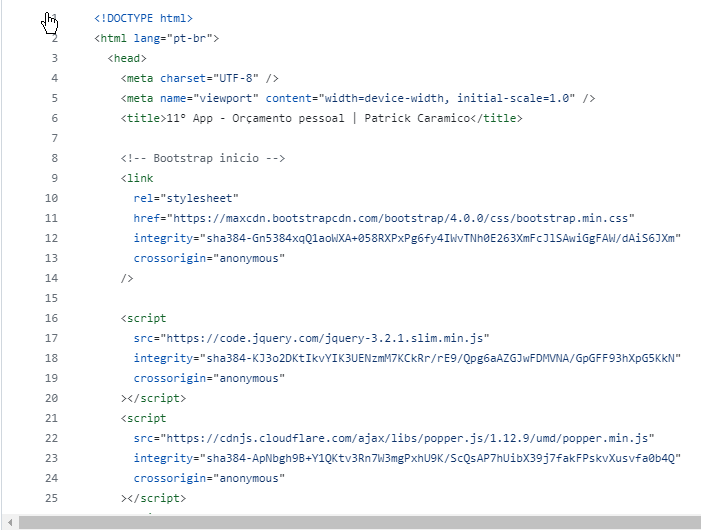 1 <!DOCTYPE html>
2 <html lang="pt-br">
3 <head>
4 <meta charset="UTF-8" />
5 <meta name="viewport" content="width=device-width, initial-scale=1.0" />
6 <title>11º App - Orçamento pessoal | Patrick Caramico</title>
7
8 <!-- Bootstrap inicio -->
9 <link
10 rel="stylesheet"
11 href="https://maxcdn.bootstrapcdn.com/bootstrap/4.0.0/css/bootstrap.min.css"
12 integrity="sha384-Gn5384xqQ1aoWXA+058RXPxPg6fy4IWvTNh0E263XmFcJlSAwiGgFAW/dAiS6JXm"
13 crossorigin="anonymous"
14 />
15
16 <script
17 src="https://code.jquery.com/jquery-3.2.1.slim.min.js"
18 integrity="sha384-KJ3o2DKtIkvYIK3UENzmM7KCkRr/rE9/Qpg6aAZGJwFDMVNA/GpGFF93hXpG5KkN"
19 crossorigin="anonymous"
20 ></script>
21 <script
22 src="https://cdnjs.cloudflare.com/ajax/libs/popper.js/1.12.9/umd/popper.min.js"
23 integrity="sha384-ApNbgh9B+Y1QKtv3Rn7W3mgPxhU9K/ScQsAP7hUibX39j7fakFPskvXusvfa0b4Q"
24 crossorigin="anonymous"
25 ></script>